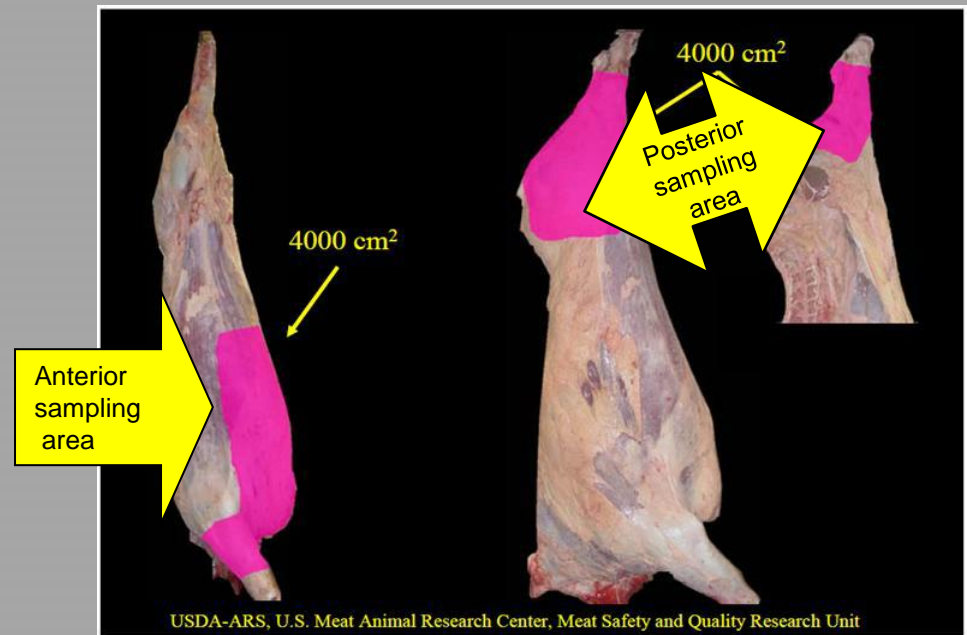 4000 cm²
Posterior
sampling
area
4000 cm²
Anterior
sampling
area
USDA-ARS, U.S. Meat Animal Research Center, Meat Safety and Quality Research Unit